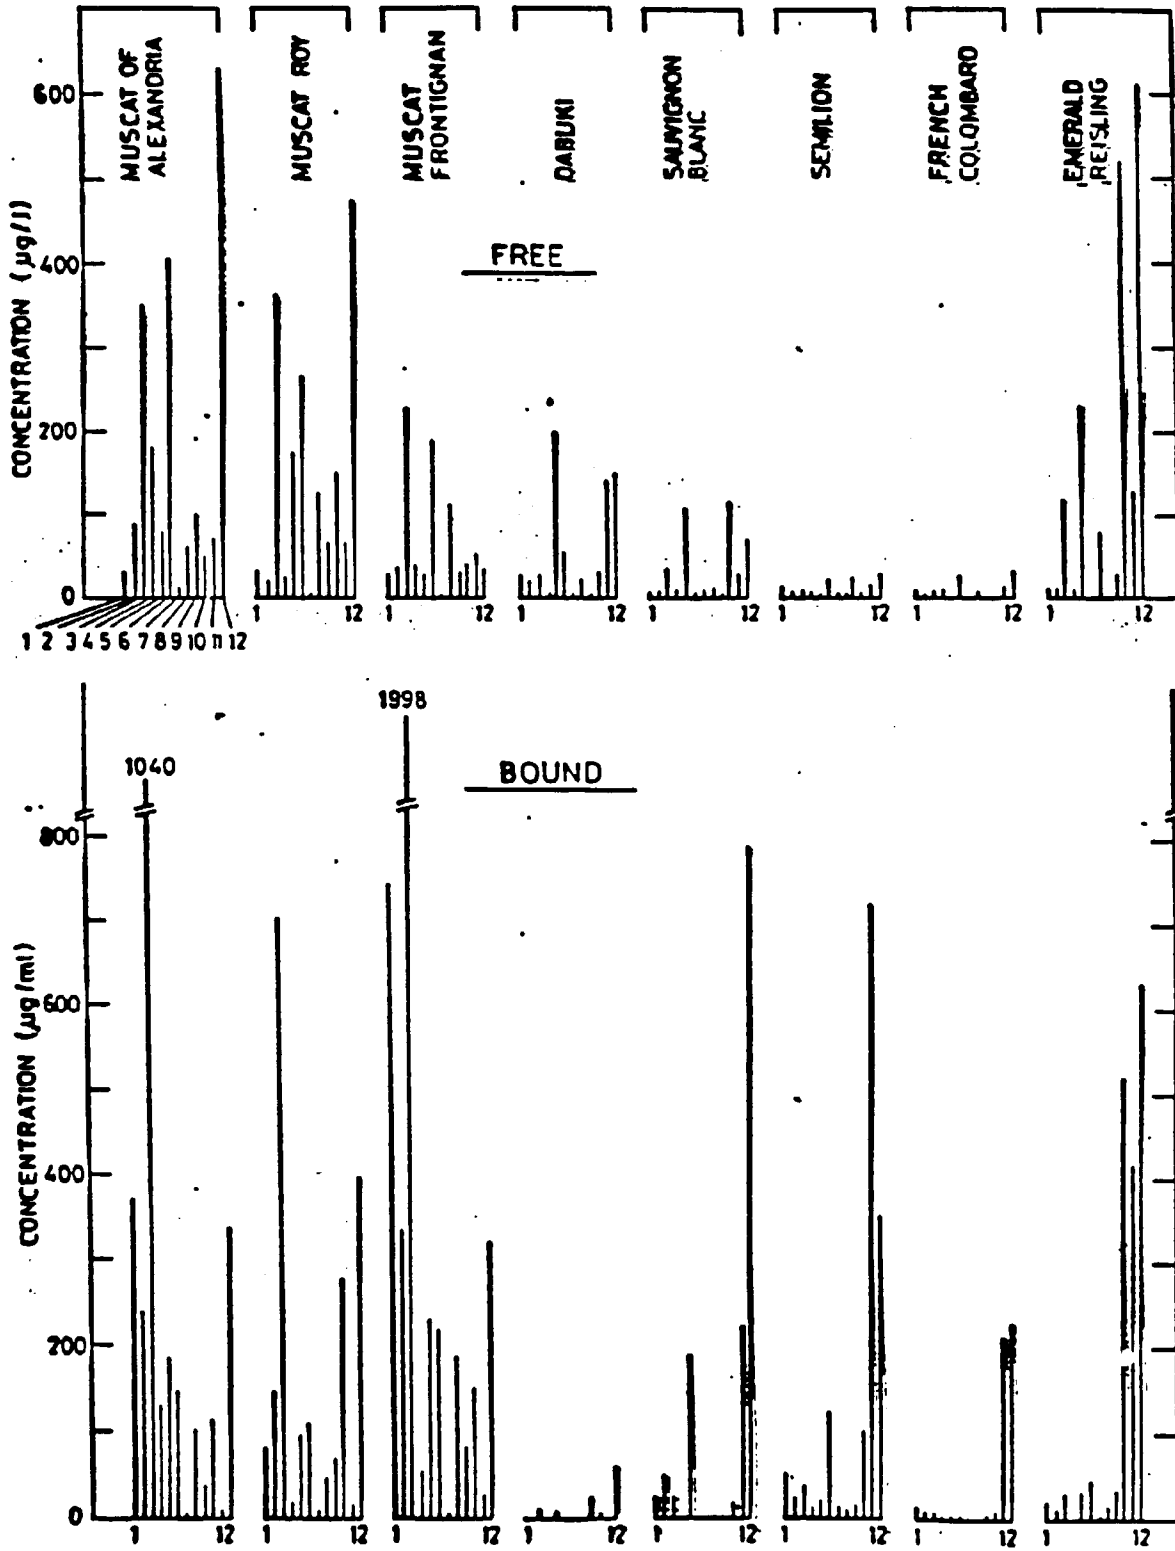 MUSCAT OF
ALEXANDRIA
MUSCAT ROY
MUSCAT
FRONTIGNAN
DABUKI
SAUVIGNON
BLANC
SEMILION
FRENCH
COLOMBARD
EMERALD
REISLING
CONCENTRATION (µg/l)
600
400
200
0
FREE
1 2 3 4 5 6 7 8 9 10 11 12
1 12
1 12
1 12
1 12
1 12
1 12
1 12
CONCENTRATION (µg/ml)
800
600
400
200
0
1040
1998
BOUND
1 12
1 12
1 12
1 12
1 12
1 12
1 12
1 12